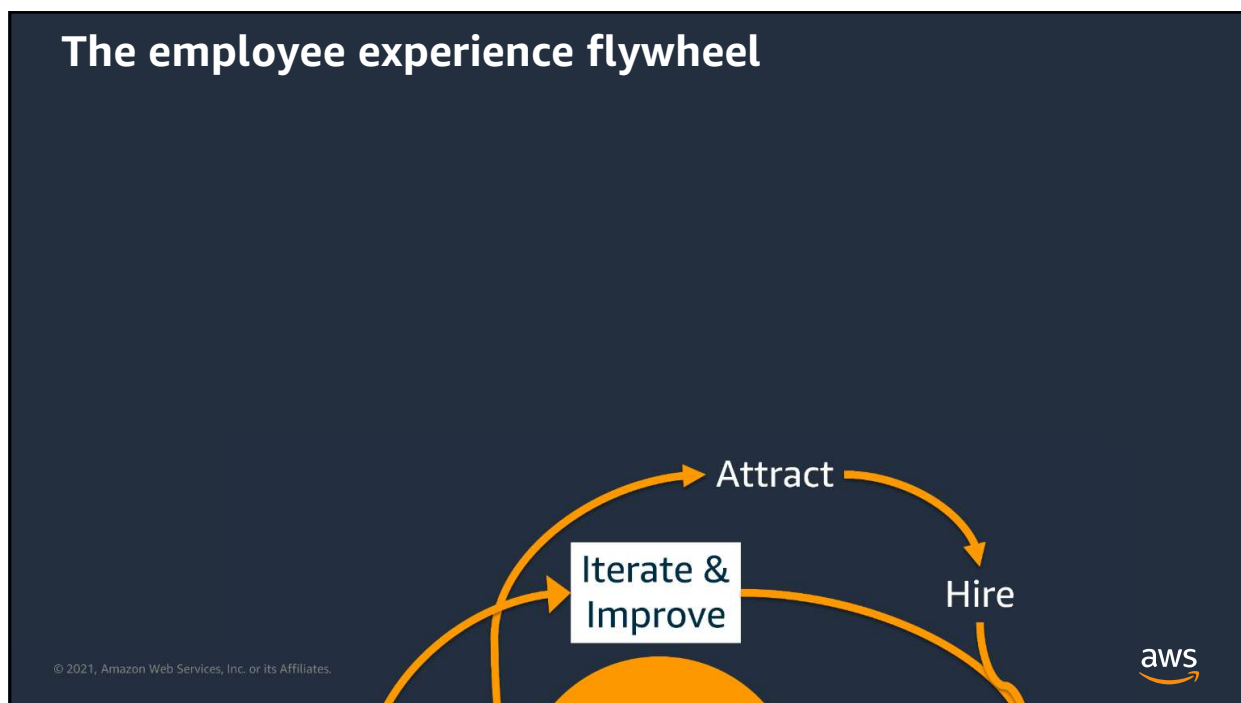 The employee experience flywheel
Attract
Iterate &
Improve
Hire
© 2021, Amazon Web Services, Inc. or its Affiliates.
aws